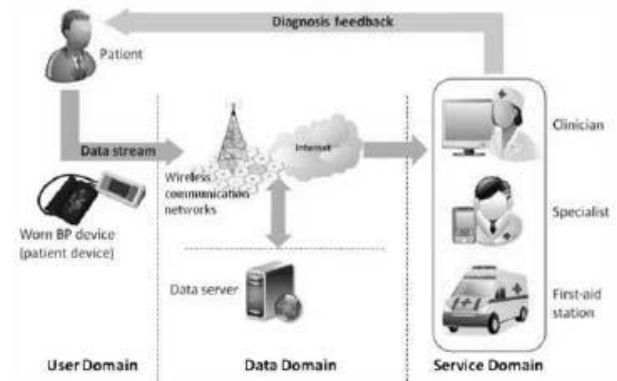 Diagnosis feedback
Patient
Data stream
Internet
Wireless
communication
networks
Worn BP device
(patient device)
Data server
Clinician
Specialist
First-aid
station
User Domain
Data Domain
Service Domain